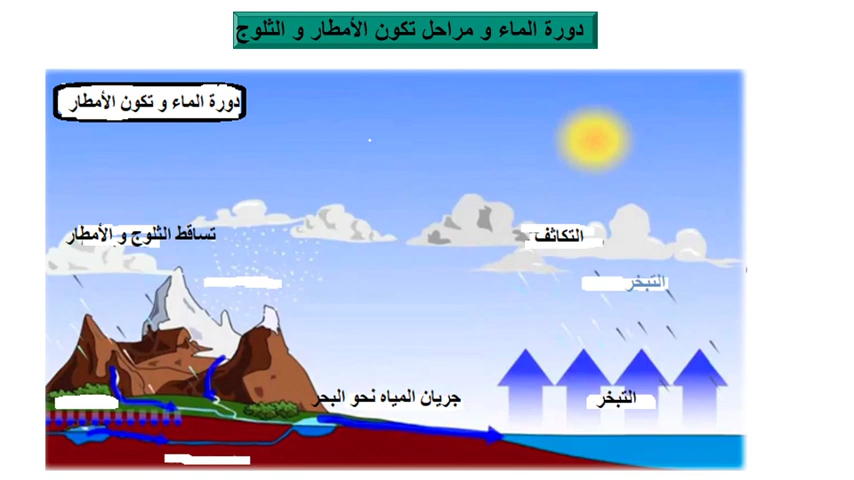 دورة الماء و مراحل تكون الأمطار و الثلوج
دورة الماء و تكون الأمطار
التكاثف
تساقط الثلوج و الأمطار
التبخر
التبخر
جريان المياه نحو البحر